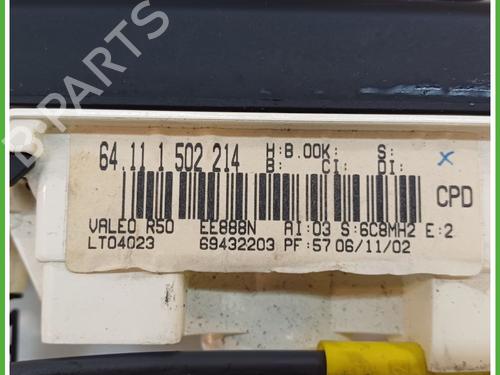 64.11 1 502 214 H:B.00K: S:
B: CI: DI:
CPD
VALEO R50 EE888N AI:03 S:6C8MH2 E:2
LT04023 69432203 PF:57 06/11/02
B-PARTS